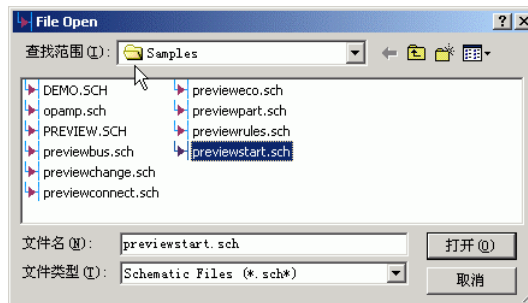 File Open
查找范围(I): Samples
DEMO.SCH
opamp.sch
PREVIEW.SCH
previewbus.sch
previewchange.sch
previewconnect.sch
previeweco.sch
previewpart.sch
previewrules.sch
previewstart.sch
文件名(N): previewstart.sch 打开(O)
文件类型(T): Schematic Files (*.sch*) 取消